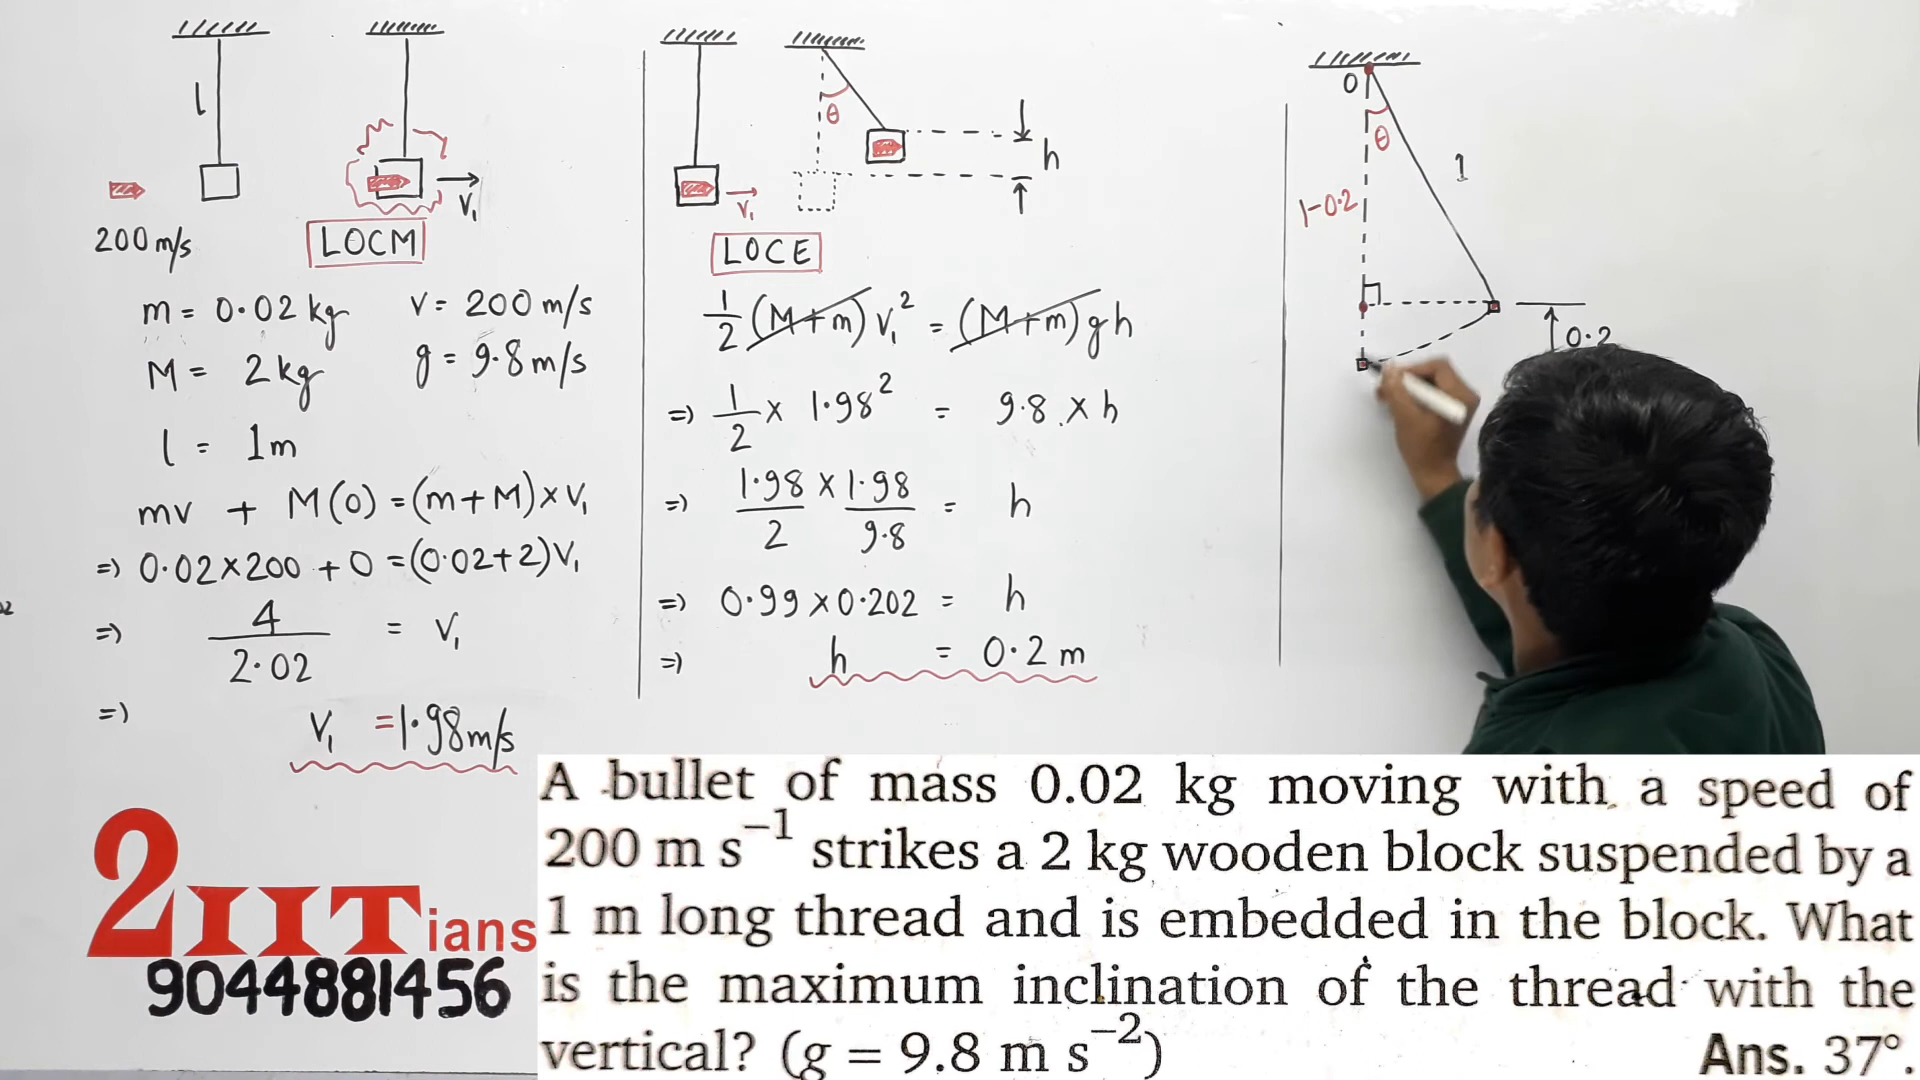 l
200 m/s
V₁
LOCM
m = 0.02 kg v = 200 m/s
M = 2 kg g = 9.8 m/s
l = 1m
mv + M(0) = (m+M)×V₁
=> 0.02×200 + 0 = (0.02+2)V₁
=> 4/2.02 = V₁
=> V₁ = 1.98 m/s
θ
h
V₁
LOCE
1/2 (M+m) V₁² = (M+m) g h
=> 1/2 × 1.98² = 9.8 × h
=> 1.98 × 1.98 / 2 9.8 = h
=> 0.99 × 0.202 = h
=> h = 0.2 m
O
θ
1
1-0.2
0.2
2IITians
9044881456
A bullet of mass 0.02 kg moving with a speed of
200 m s⁻¹ strikes a 2 kg wooden block suspended by a
1 m long thread and is embedded in the block. What
is the maximum inclination of the thread with the
vertical? (g = 9.8 m s⁻²) Ans. 37°.